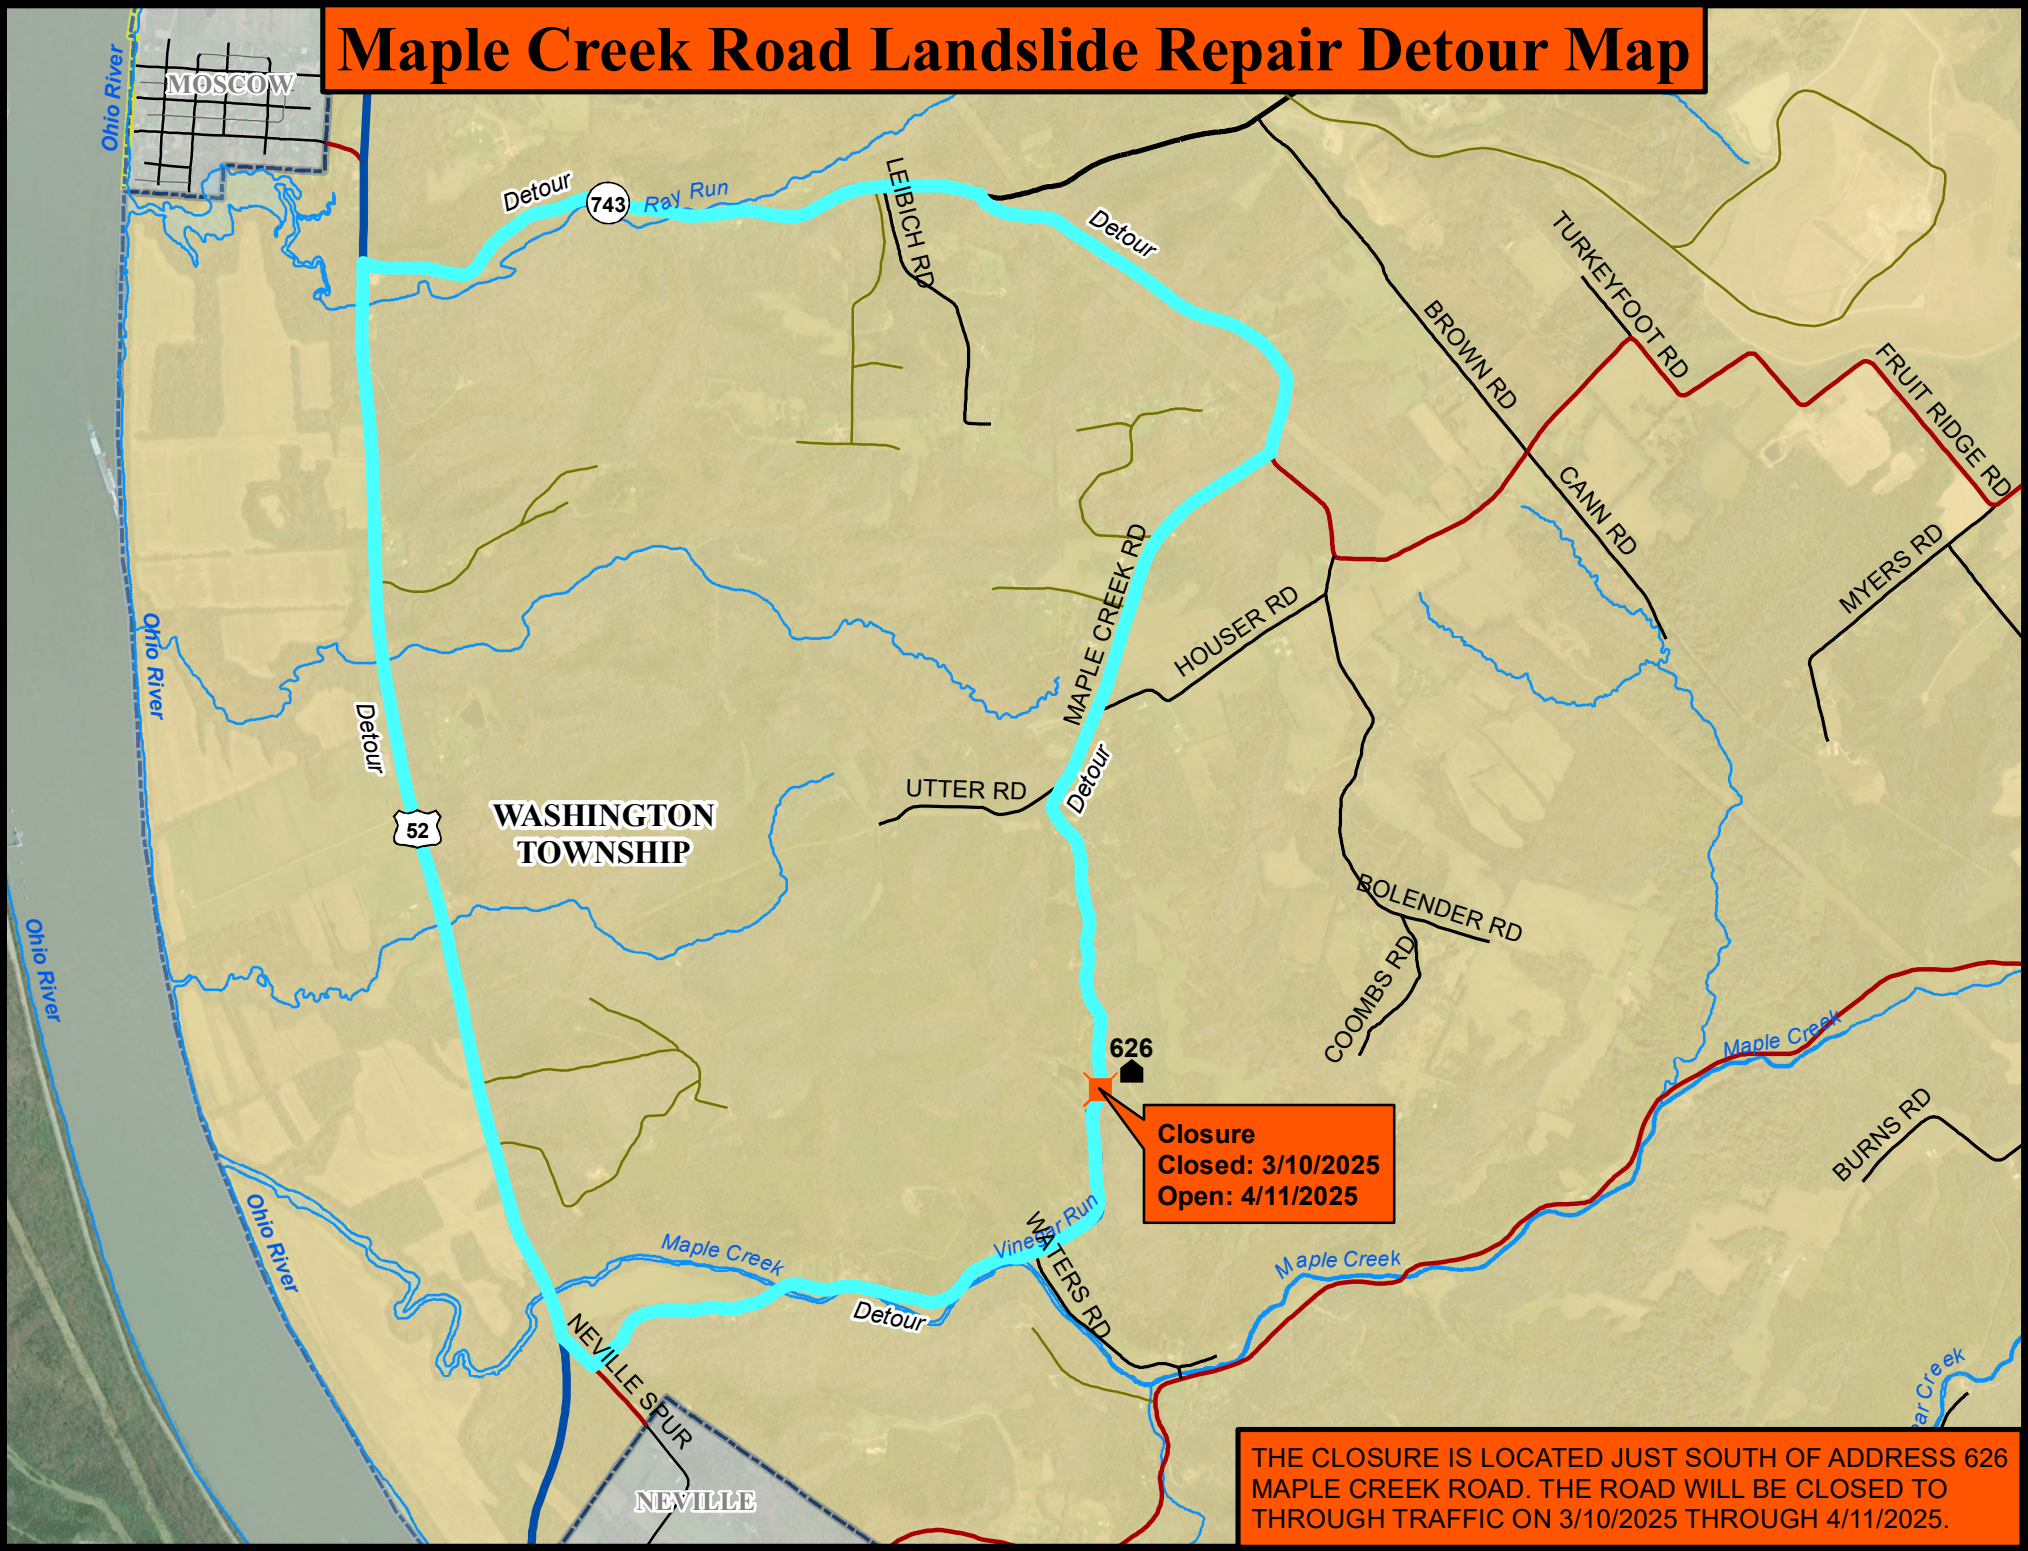 Maple Creek Road Landslide Repair Detour Map
Ohio River
MOSCOW
Detour
743
Ray Run
LEIBICH RD
Detour
TURKEYFOOT RD
BROWN RD
FRUIT RIDGE RD
CANN RD
MYERS RD
MAPLE CREEK RD
HOUSER RD
Ohio River
Detour
Detour
UTTER RD
52
WASHINGTON
TOWNSHIP
BOLENDER RD
COOMBS RD
Ohio River
626
Maple Creek
Closure
Closed: 3/10/2025
Open: 4/11/2025
BURNS RD
Ohio River
Maple Creek
Vinegar Run
WATERS RD
Maple Creek
Detour
NEVILLE SPUR
ear Creek
NEVILLE
THE CLOSURE IS LOCATED JUST SOUTH OF ADDRESS 626
MAPLE CREEK ROAD. THE ROAD WILL BE CLOSED TO
THROUGH TRAFFIC ON 3/10/2025 THROUGH 4/11/2025.